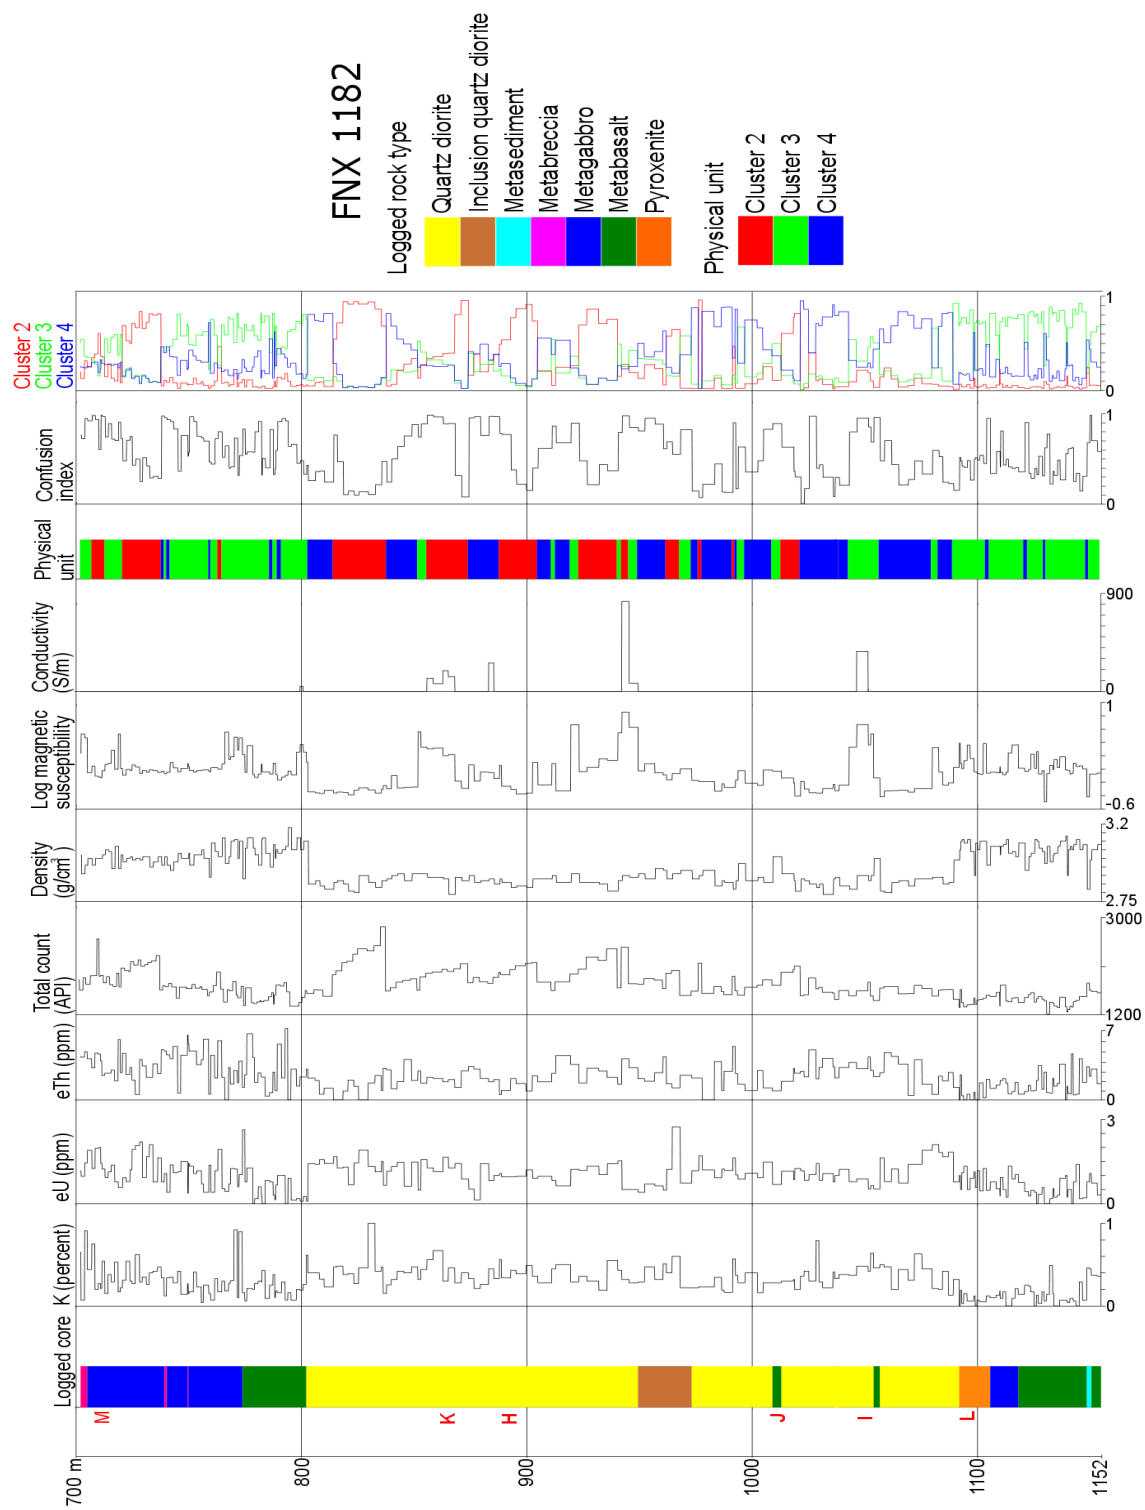 FNX 1182
Logged rock type
Quartz diorite
Inclusion quartz diorite
Metasediment
Metabreccia
Metagabbro
Metabasalt
Pyroxenite
Physical unit
Cluster 2
Cluster 3
Cluster 4
Cluster 2
Cluster 3
Cluster 4
1
0
Confusion
index
1
0
Physical
unit
Conductivity
(S/m)
900
0
Log magnetic
susceptibility
1
-0.6
Density
(g/cm³)
3.2
2.75
Total count
(API)
3000
1200
eTh (ppm)
7
0
eU (ppm)
3
0
K (percent)
1
0
Logged core
M
K
H
J
I
L
700 m
800
900
1000
1100
1152